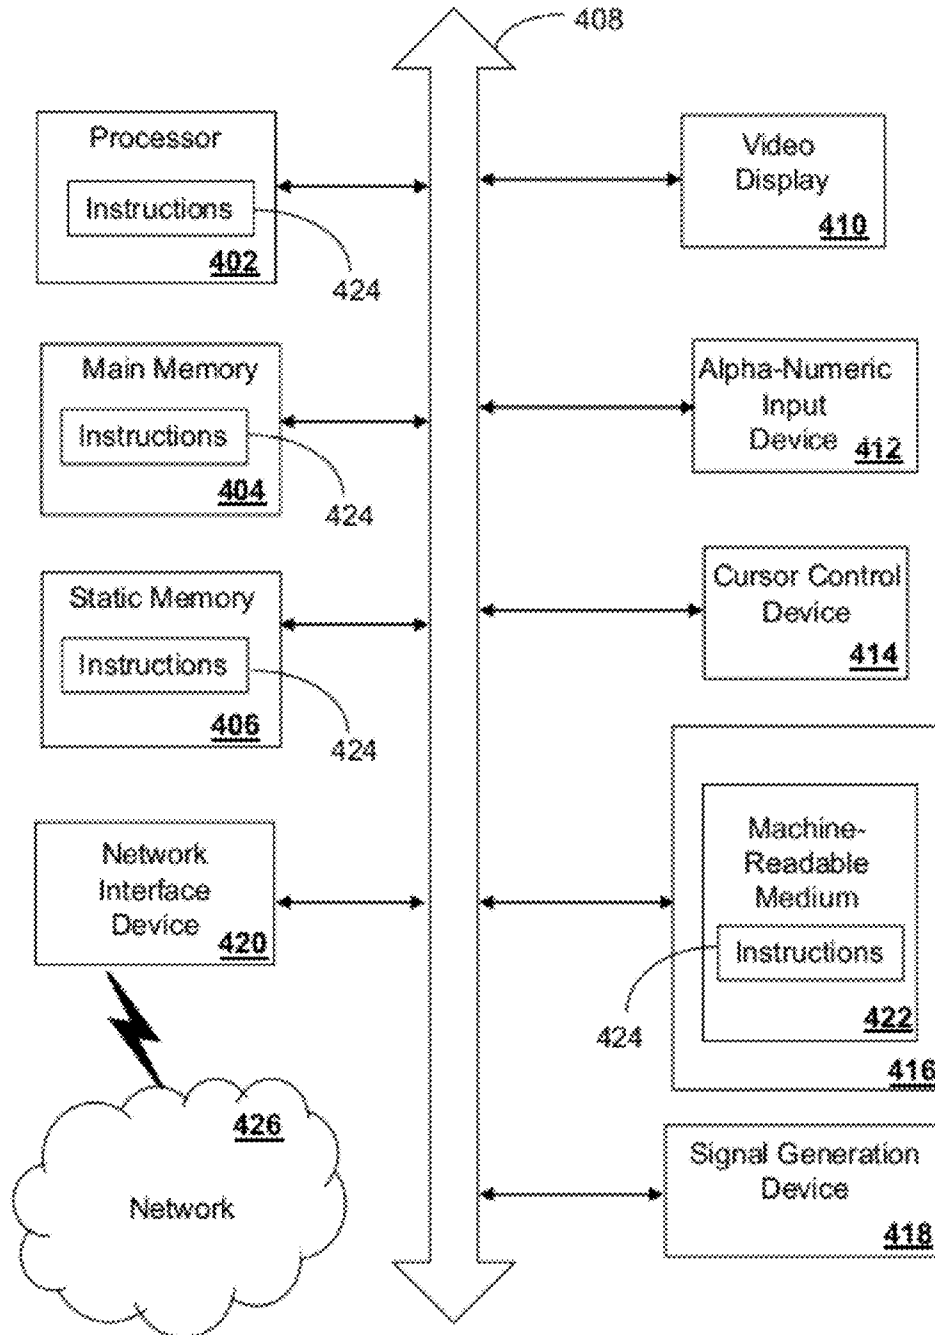 408
Processor
Instructions
402
424
Main Memory
Instructions
404
424
Static Memory
Instructions
406
424
Network
Interface
Device
420
426
Network
Video
Display
410
Alpha-Numeric
Input
Device
412
Cursor Control
Device
414
Machine-
Readable
Medium
Instructions
424
422
416
Signal Generation
Device
418